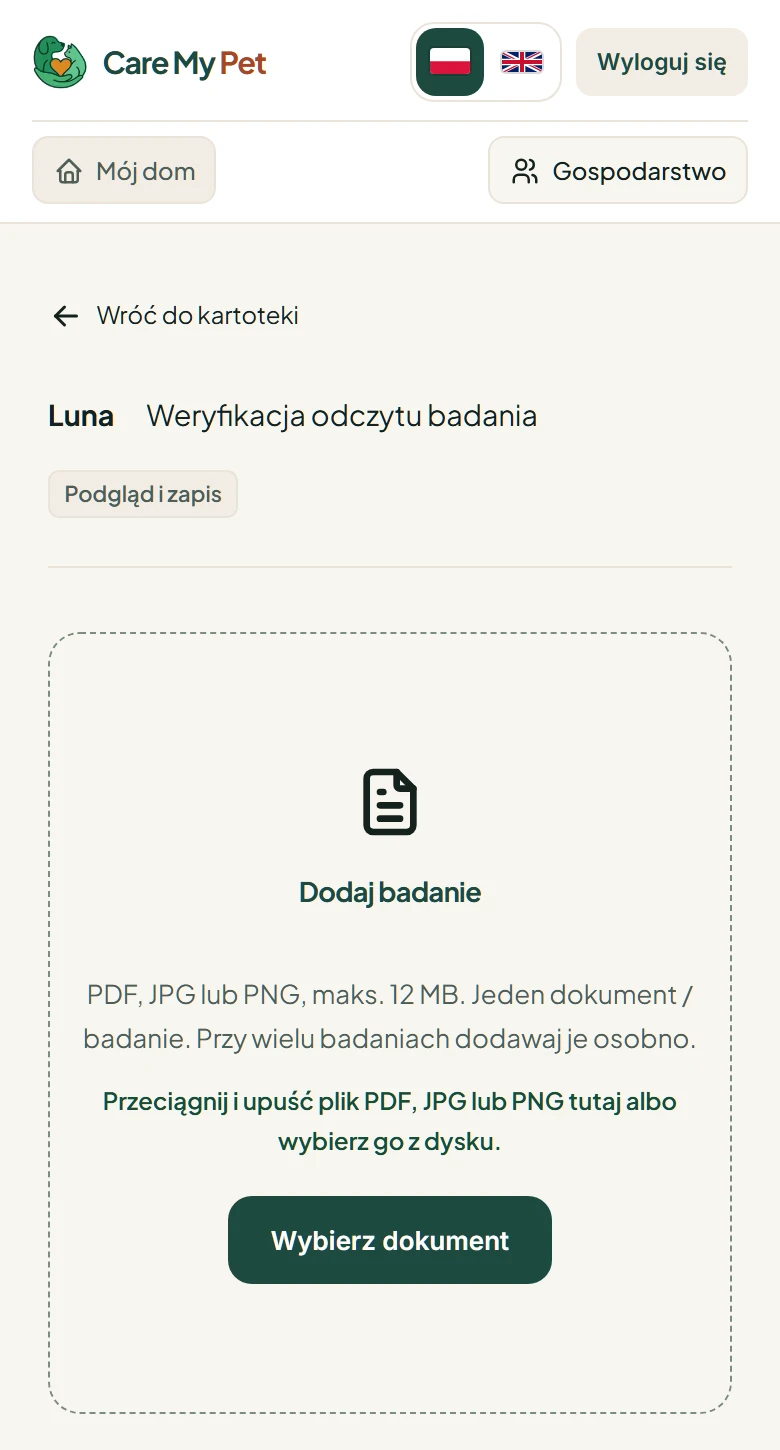 Care My Pet
Wyloguj się
Mój dom
Gospodarstwo
Wróć do kartoteki
Luna Weryfikacja odczytu badania
Podgląd i zapis
Dodaj badanie
PDF, JPG lub PNG, maks. 12 MB. Jeden dokument /
badanie. Przy wielu badaniach dodawaj je osobno.
Przeciągnij i upuść plik PDF, JPG lub PNG tutaj albo
wybierz go z dysku.
Wybierz dokument